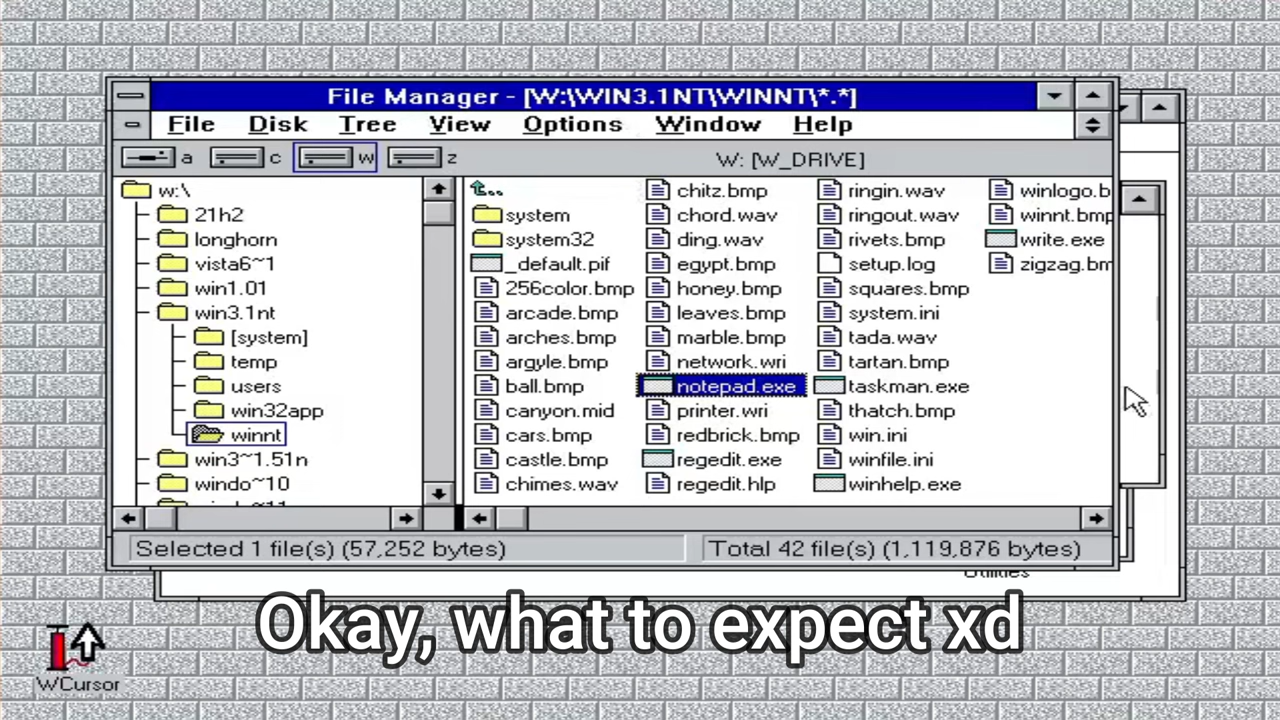 File Manager - [W:\WIN3.1NT\WINNT\*.*]
File Disk Tree View Options Window Help
a c w z W: [W_DRIVE]
w:\
21h2
longhorn
vista6~1
win1.01
win3.1nt
[system]
temp
users
win32app
winnt
win3~1.51n
windo~10
system
system32
_default.pif
256color.bmp
arcade.bmp
arches.bmp
argyle.bmp
ball.bmp
canyon.mid
cars.bmp
castle.bmp
chimes.wav
chitz.bmp
chord.wav
ding.wav
egypt.bmp
honey.bmp
leaves.bmp
marble.bmp
network.wri
notepad.exe
printer.wri
redbrick.bmp
regedit.exe
regedit.hlp
ringin.wav
ringout.wav
rivets.bmp
setup.log
squares.bmp
system.ini
tada.wav
tartan.bmp
taskman.exe
thatch.bmp
win.ini
winfile.ini
winhelp.exe
winlogo.b
winnt.bmp
write.exe
zigzag.bm
Selected 1 file(s) (57,252 bytes)
Total 42 file(s) (1,119,876 bytes)
Utilities
Okay, what to expect xd
WCursor